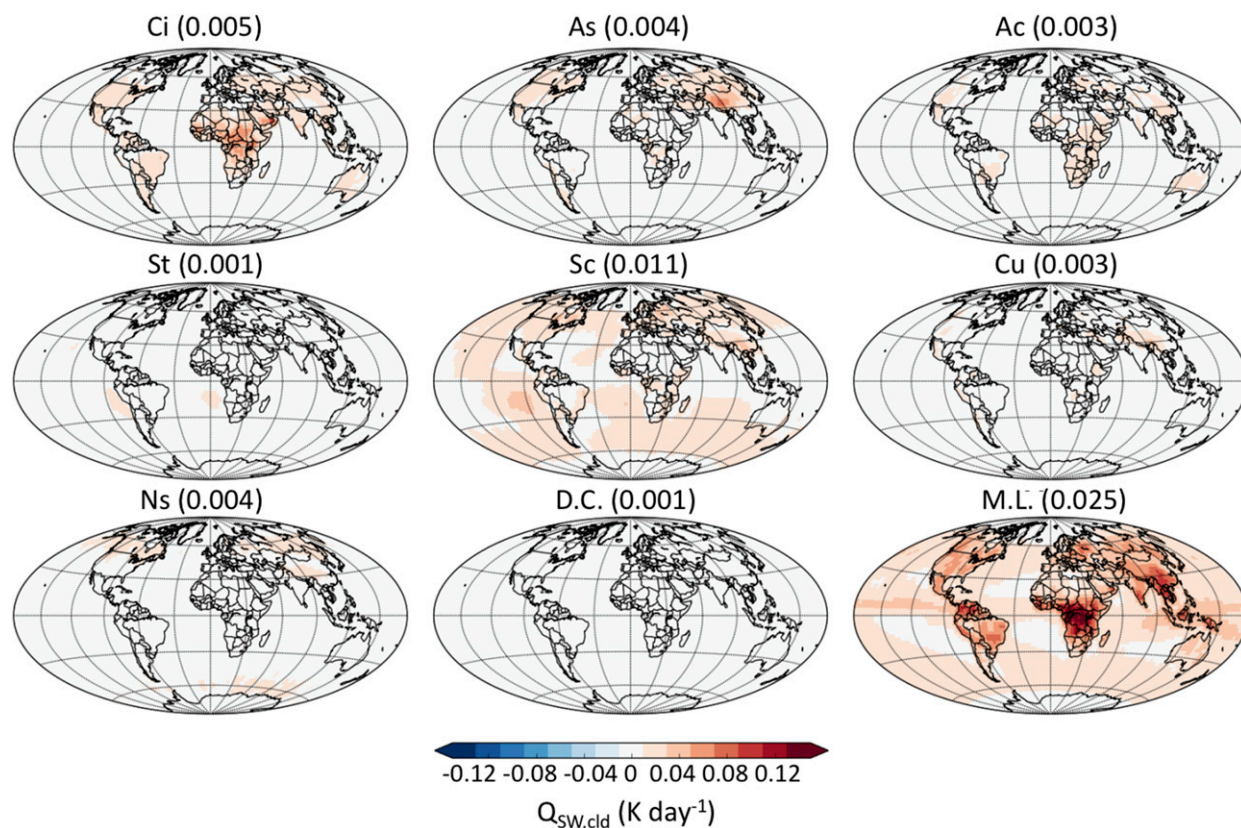 Ci (0.005) As (0.004) Ac (0.003)
St (0.001) Sc (0.011) Cu (0.003)
Ns (0.004) D.C. (0.001) M.L. (0.025)
-0.12 -0.08 -0.04 0 0.04 0.08 0.12
Q_SW,cld (K day⁻¹)